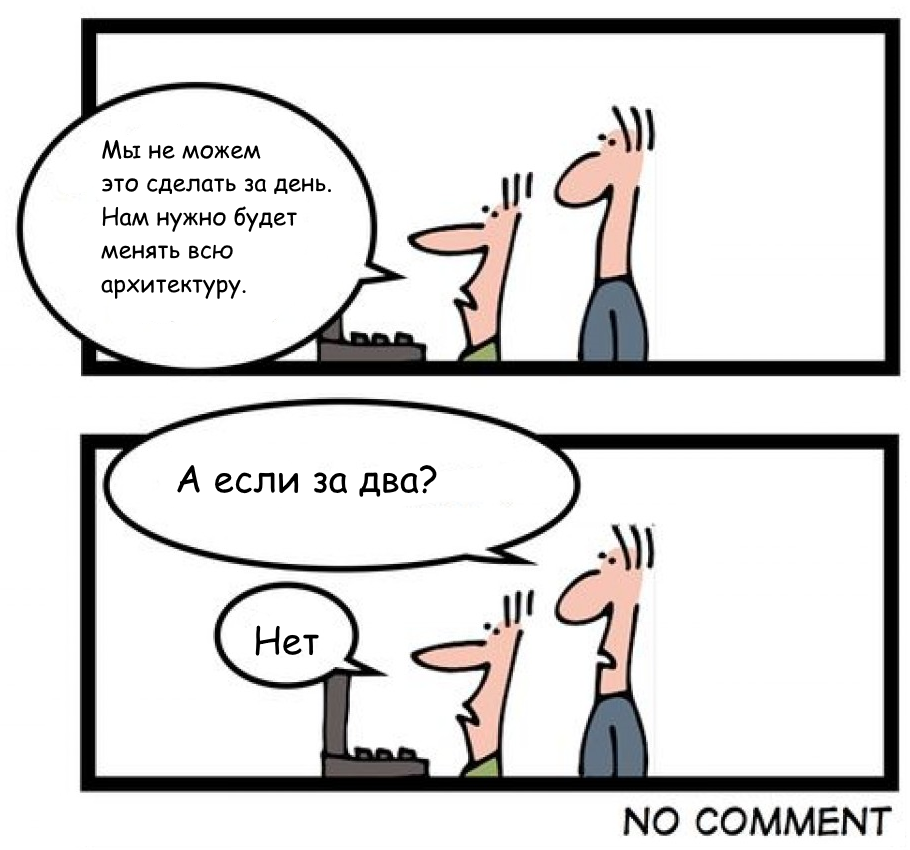 Мы не можем
это сделать за день.
Нам нужно будет
менять всю
архитектуру.
А если за два?
Нет
NO COMMENT